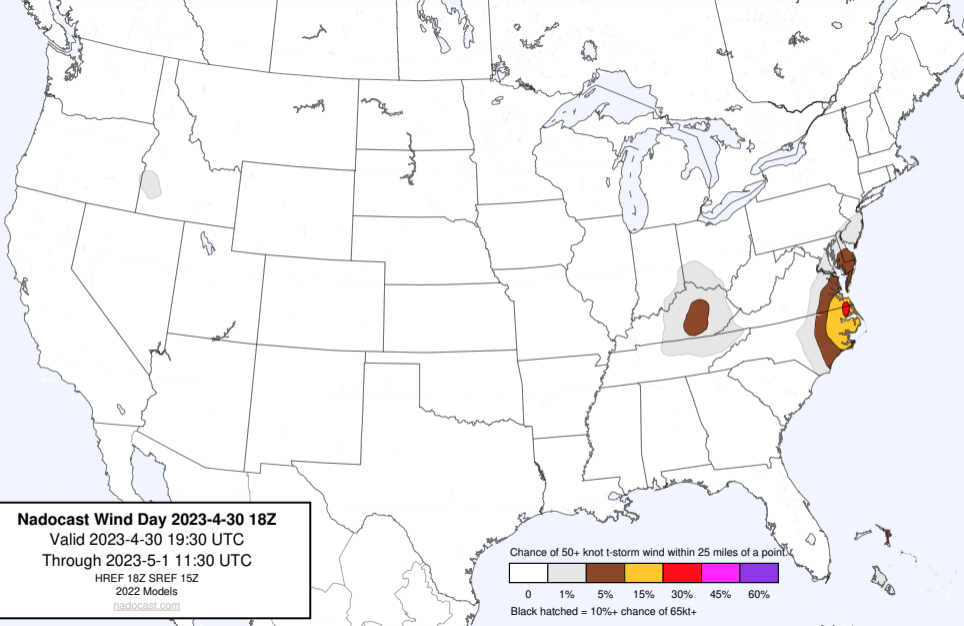 Nadocast Wind Day 2023-4-30 18Z
Valid 2023-4-30 19:30 UTC
Through 2023-5-1 11:30 UTC
HREF 18Z SREF 15Z
2022 Models
nadocast.com
Chance of 50+ knot t-storm wind within 25 miles of a point.
0 1% 5% 15% 30% 45% 60%
Black hatched = 10%+ chance of 65kt+